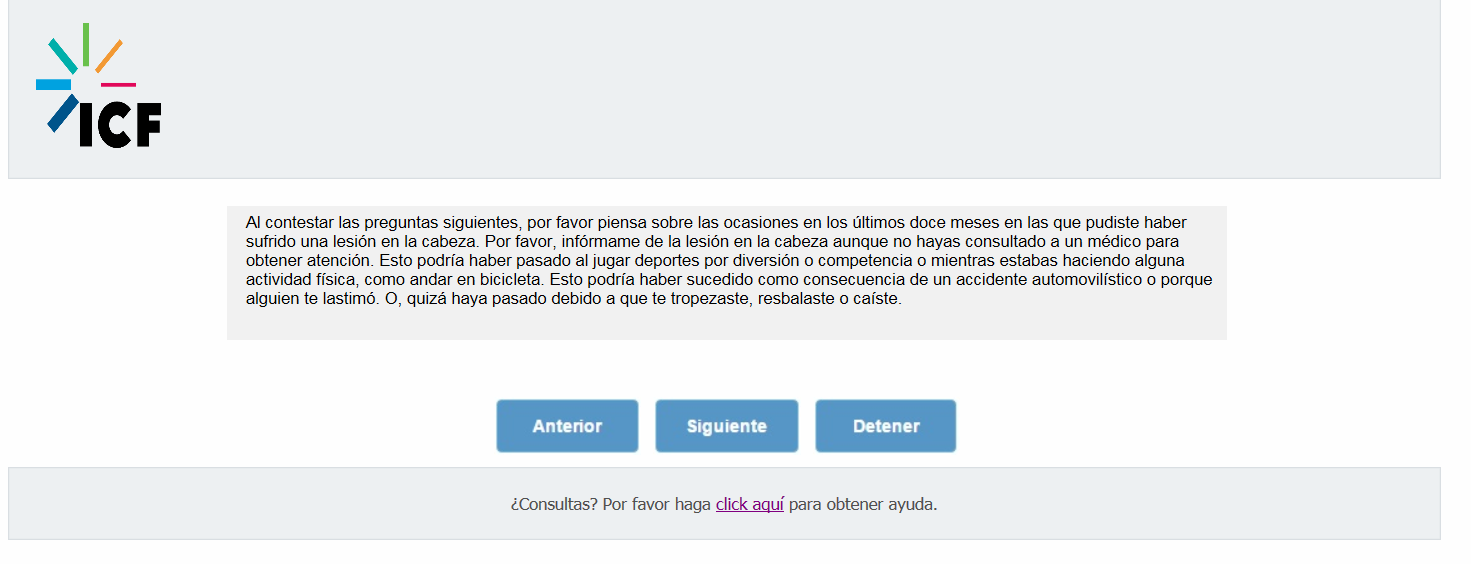 ICF
Al contestar las preguntas siguientes, por favor piensa sobre las ocasiones en los últimos doce meses en las que pudiste haber
sufrido una lesión en la cabeza. Por favor, infórmame de la lesión en la cabeza aunque no hayas consultado a un médico para
obtener atención. Esto podría haber pasado al jugar deportes por diversión o competencia o mientras estabas haciendo alguna
actividad física, como andar en bicicleta. Esto podría haber sucedido como consecuencia de un accidente automovilístico o porque
alguien te lastimó. O, quizá haya pasado debido a que te tropezaste, resbalaste o caíste.
Anterior Siguiente Detener
¿Consultas? Por favor haga click aquí para obtener ayuda.